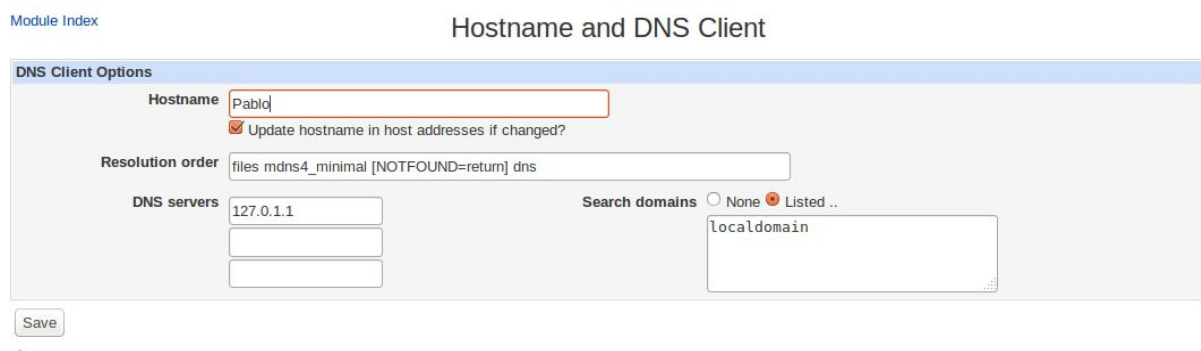 Module Index
Hostname and DNS Client
DNS Client Options
Hostname Pablo
Update hostname in host addresses if changed?
Resolution order files mdns4_minimal [NOTFOUND=return] dns
DNS servers 127.0.1.1
Search domains None Listed ..
localdomain
Save